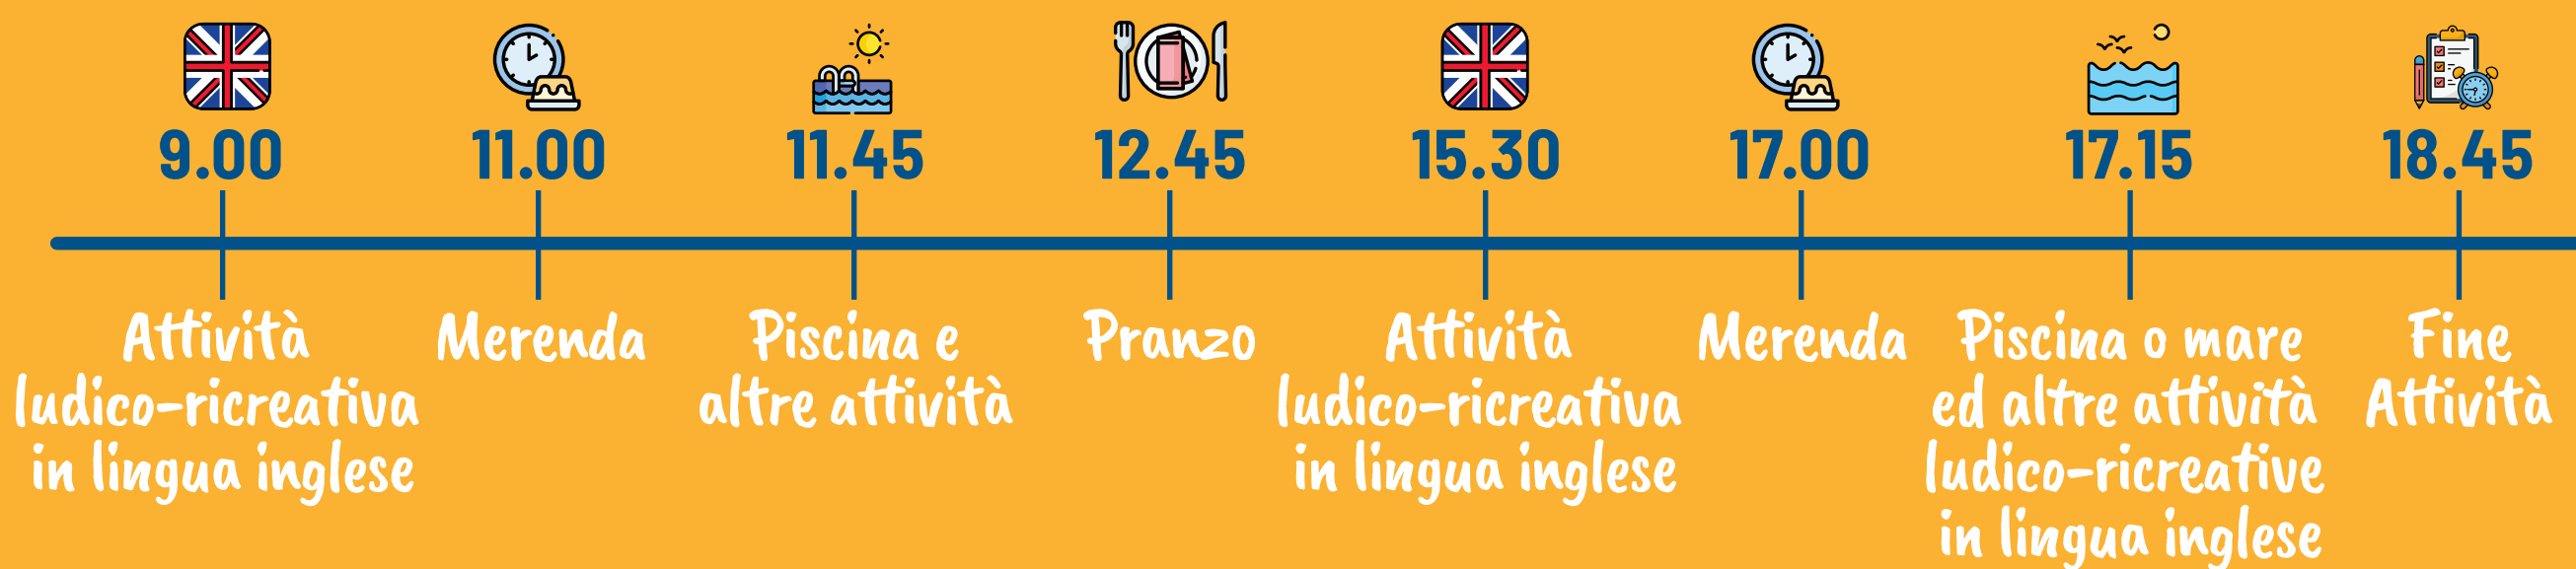 9.00
11.00
11.45
12.45
15.30
17.00
17.15
18.45
Attività
ludico-ricreativa
in lingua inglese
Merenda
Piscina e
altre attività
Pranzo
Attività
ludico-ricreativa
in lingua inglese
Merenda
Piscina o mare
ed altre attività
ludico-ricreative
in lingua inglese
Fine
Attività